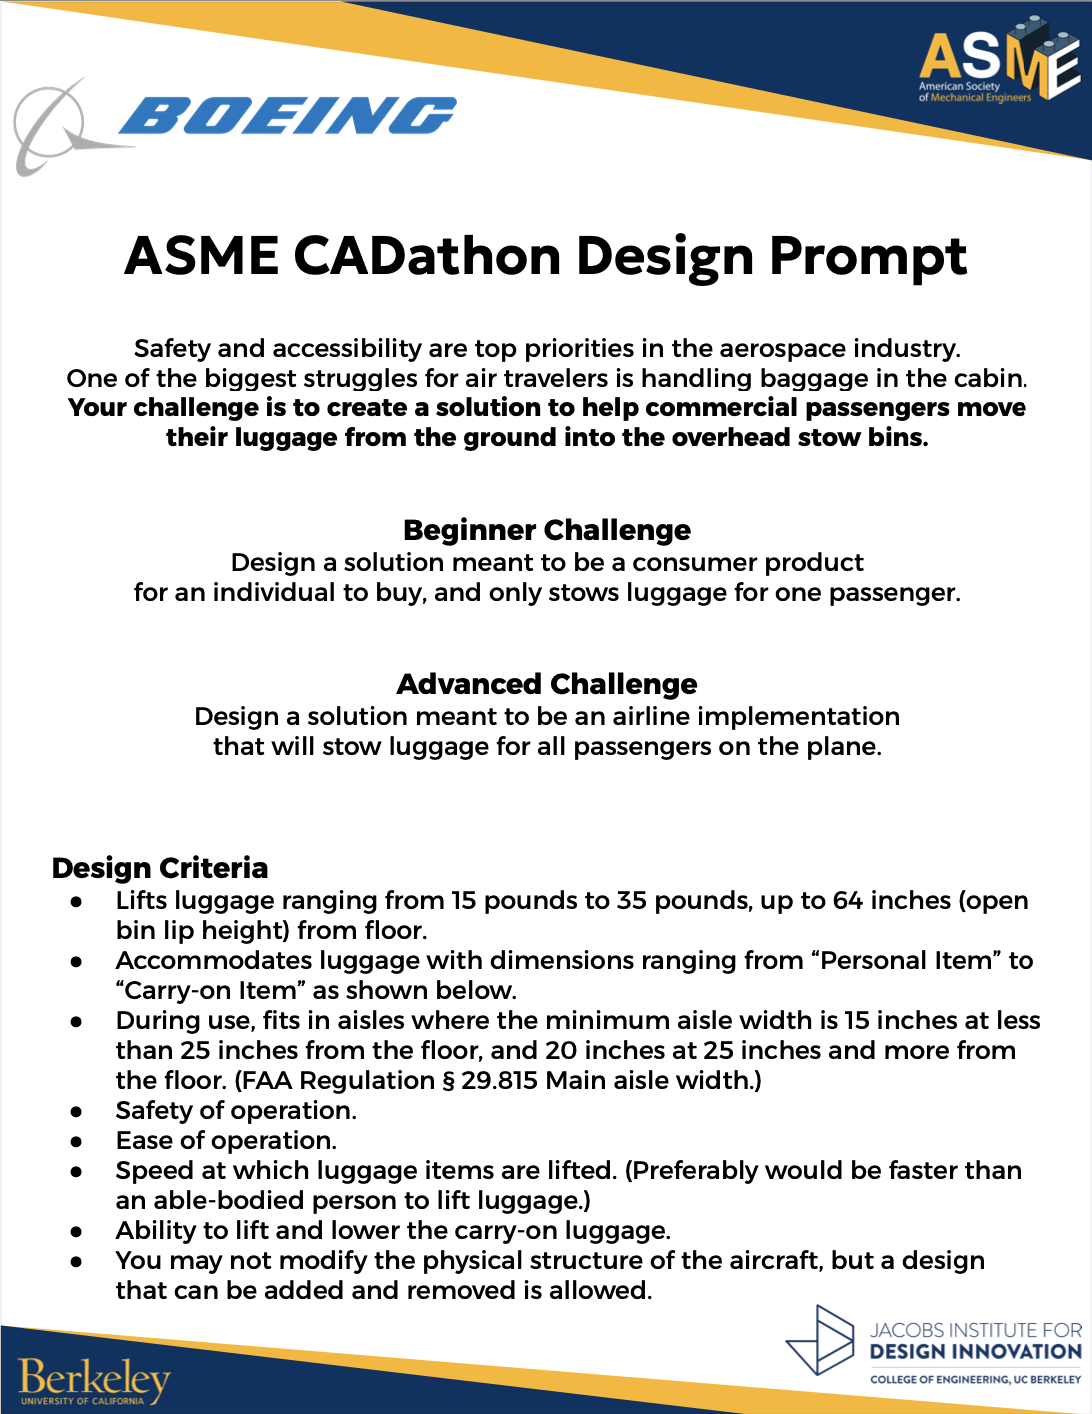 ASME
American Society
of Mechanical Engineers
BOEING
ASME CADathon Design Prompt
Safety and accessibility are top priorities in the aerospace industry.
One of the biggest struggles for air travelers is handling baggage in the cabin.
Your challenge is to create a solution to help commercial passengers move
their luggage from the ground into the overhead stow bins.
Beginner Challenge
Design a solution meant to be a consumer product
for an individual to buy, and only stows luggage for one passenger.
Advanced Challenge
Design a solution meant to be an airline implementation
that will stow luggage for all passengers on the plane.
Design Criteria
● Lifts luggage ranging from 15 pounds to 35 pounds, up to 64 inches (open
bin lip height) from floor.
● Accommodates luggage with dimensions ranging from “Personal Item” to
“Carry-on Item” as shown below.
● During use, fits in aisles where the minimum aisle width is 15 inches at less
than 25 inches from the floor, and 20 inches at 25 inches and more from
the floor. (FAA Regulation § 29.815 Main aisle width.)
● Safety of operation.
● Ease of operation.
● Speed at which luggage items are lifted. (Preferably would be faster than
an able-bodied person to lift luggage.)
● Ability to lift and lower the carry-on luggage.
● You may not modify the physical structure of the aircraft, but a design
that can be added and removed is allowed.
Berkeley
UNIVERSITY OF CALIFORNIA
JACOBS INSTITUTE FOR
DESIGN INNOVATION
COLLEGE OF ENGINEERING, UC BERKELEY